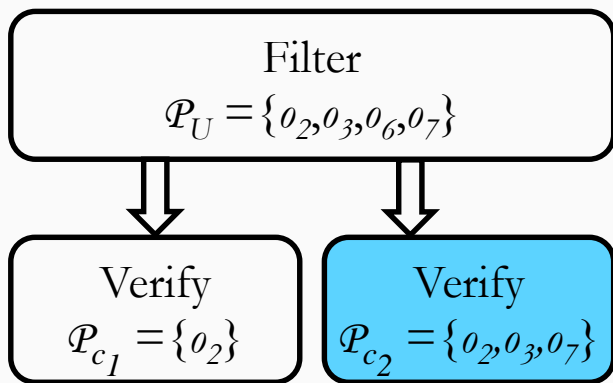 Filter
𝒫_U = {o_2,o_3,o_6,o_7}
Verify
𝒫_{c_1} = {o_2}
Verify
𝒫_{c_2} = {o_2,o_3,o_7}